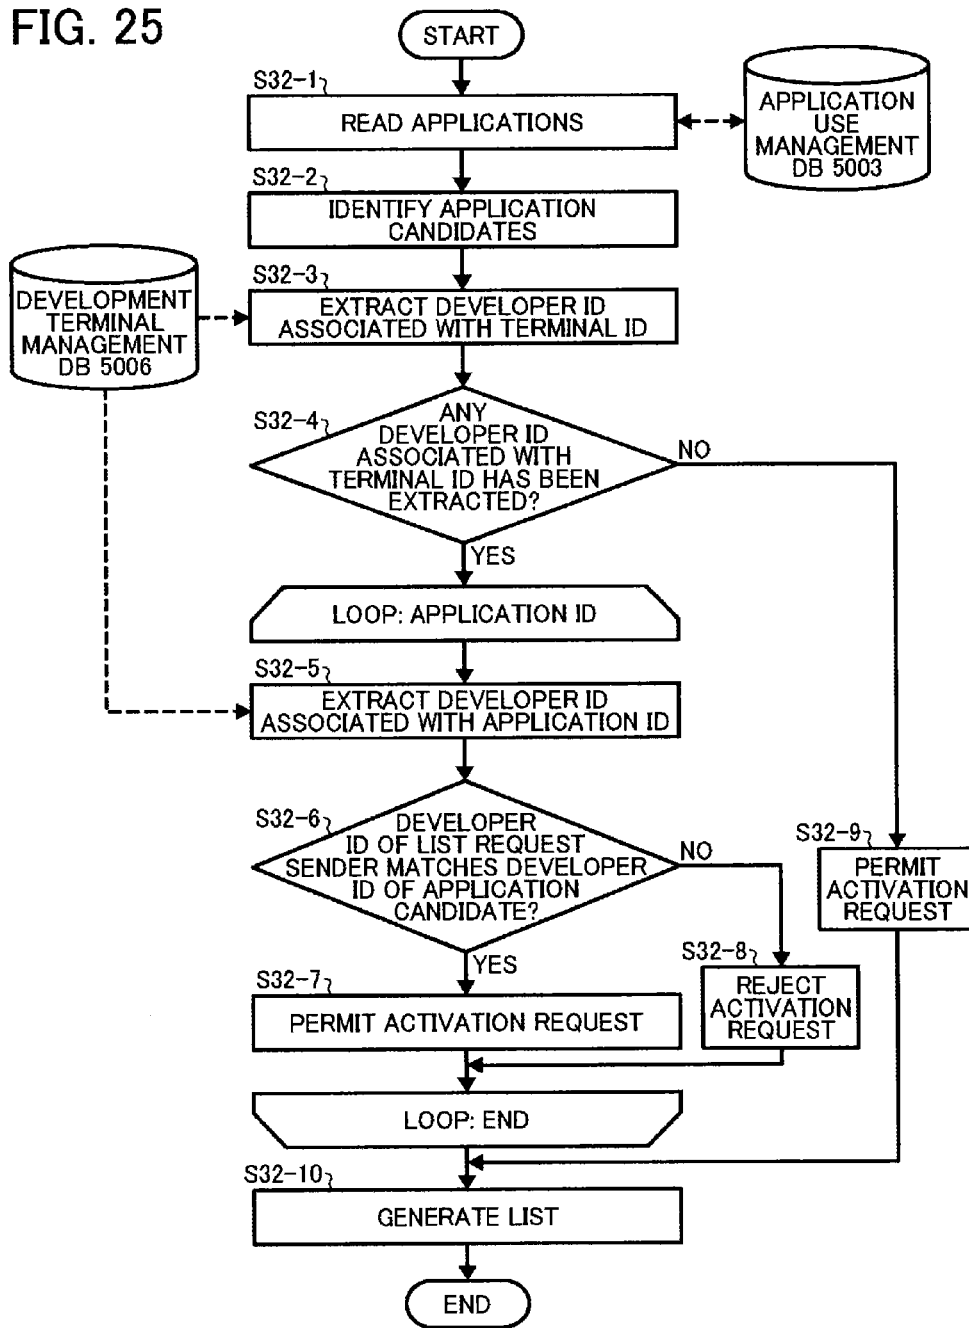 FIG. 25
START
S32-1
READ APPLICATIONS
APPLICATION
USE
MANAGEMENT
DB 5003
S32-2
IDENTIFY APPLICATION
CANDIDATES
DEVELOPMENT
TERMINAL
MANAGEMENT
DB 5006
S32-3
EXTRACT DEVELOPER ID
ASSOCIATED WITH TERMINAL ID
S32-4
ANY
DEVELOPER ID
ASSOCIATED WITH
TERMINAL ID HAS BEEN
EXTRACTED?
NO
YES
LOOP: APPLICATION ID
S32-5
EXTRACT DEVELOPER ID
ASSOCIATED WITH APPLICATION ID
S32-6
DEVELOPER
ID OF LIST REQUEST
SENDER MATCHES DEVELOPER
ID OF APPLICATION
CANDIDATE?
NO
YES
S32-9
PERMIT
ACTIVATION
REQUEST
S32-7
PERMIT ACTIVATION REQUEST
S32-8
REJECT
ACTIVATION
REQUEST
LOOP: END
S32-10
GENERATE LIST
END